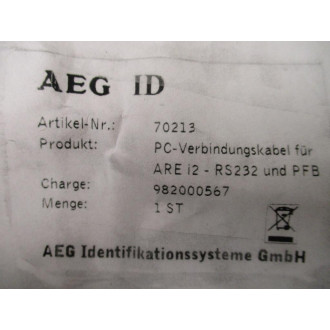 AEG ID
Artikel-Nr.: 70213
Produkt: PC-Verbindungskabel für
ARE i2 - RS232 und PFB
Charge: 982000567
Menge: 1 ST
AEG Identifikationssysteme GmbH